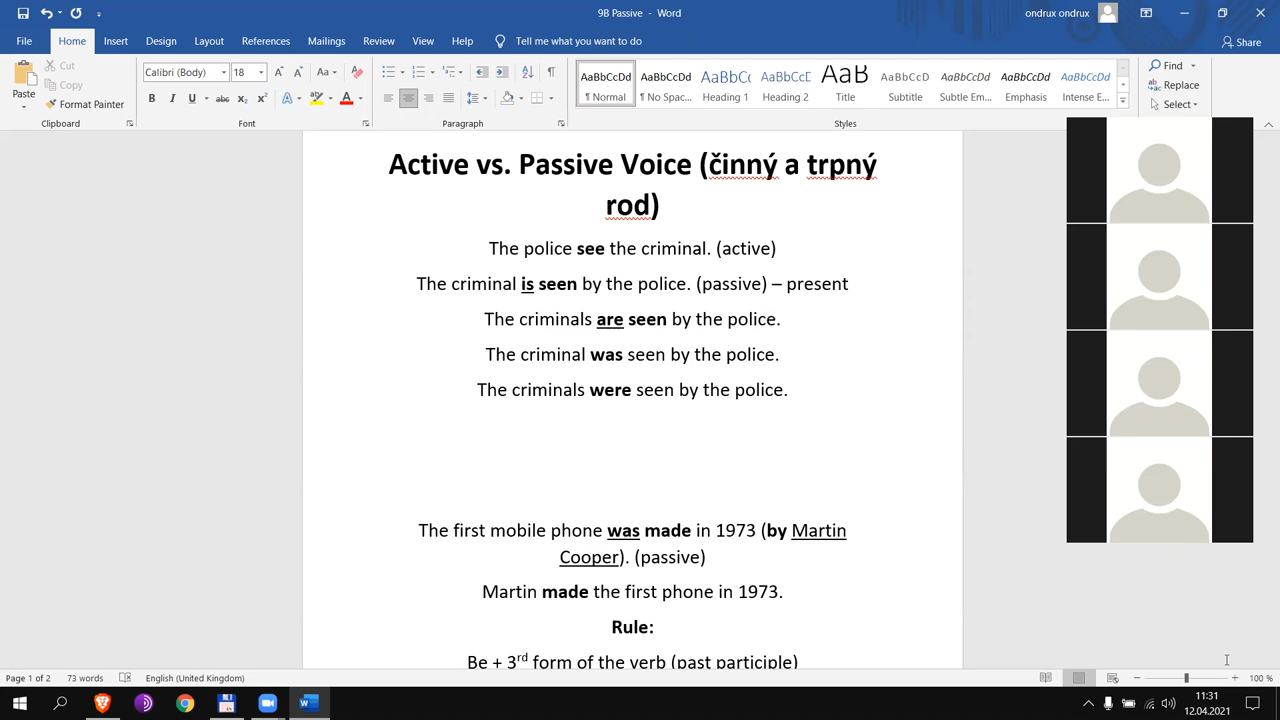 9B Passive - Word
ondrux ondrux
File Home Insert Design Layout References Mailings Review View Help Tell me what you want to do Share
Paste
Cut
Copy
Format Painter
Calibri (Body) 18
Find
Replace
Select
AaBbCcDd AaBbCcDd AaBbCc AaBbCcE AaB AaBbCcD AaBbCcDd AaBbCcDd AaBbCcDd
¶ Normal ¶ No Spac... Heading 1 Heading 2 Title Subtitle Subtle Em... Emphasis Intense E...
Clipboard Font Paragraph Styles
Active vs. Passive Voice (činný a trpný
rod)
The police see the criminal. (active)
The criminal is seen by the police. (passive) – present
The criminals are seen by the police.
The criminal was seen by the police.
The criminals were seen by the police.
The first mobile phone was made in 1973 (by Martin
Cooper). (passive)
Martin made the first phone in 1973.
Rule:
Be + 3rd form of the verb (past participle)
Page 1 of 2 73 words English (United Kingdom) 100 %
11:31
12.04.2021